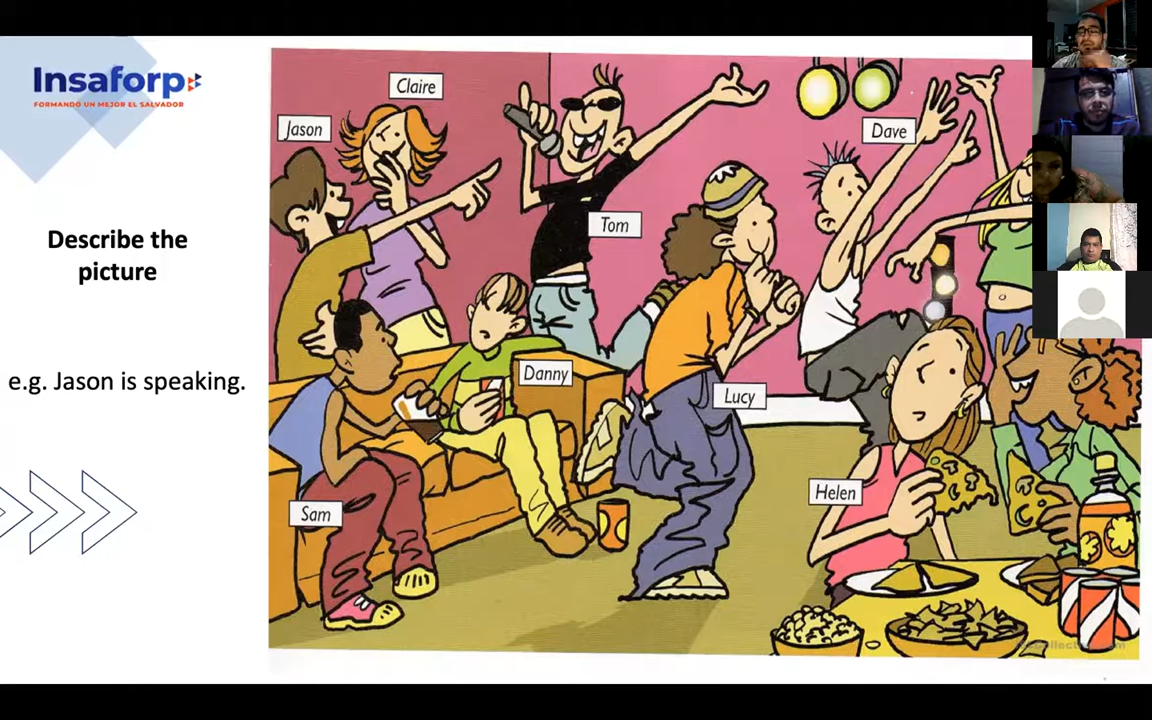 Insaforp
FORMANDO UN MEJOR EL SALVADOR
Describe the
picture
e.g. Jason is speaking.
Jason
Claire
Dave
Tom
Danny
Lucy
Helen
Sam